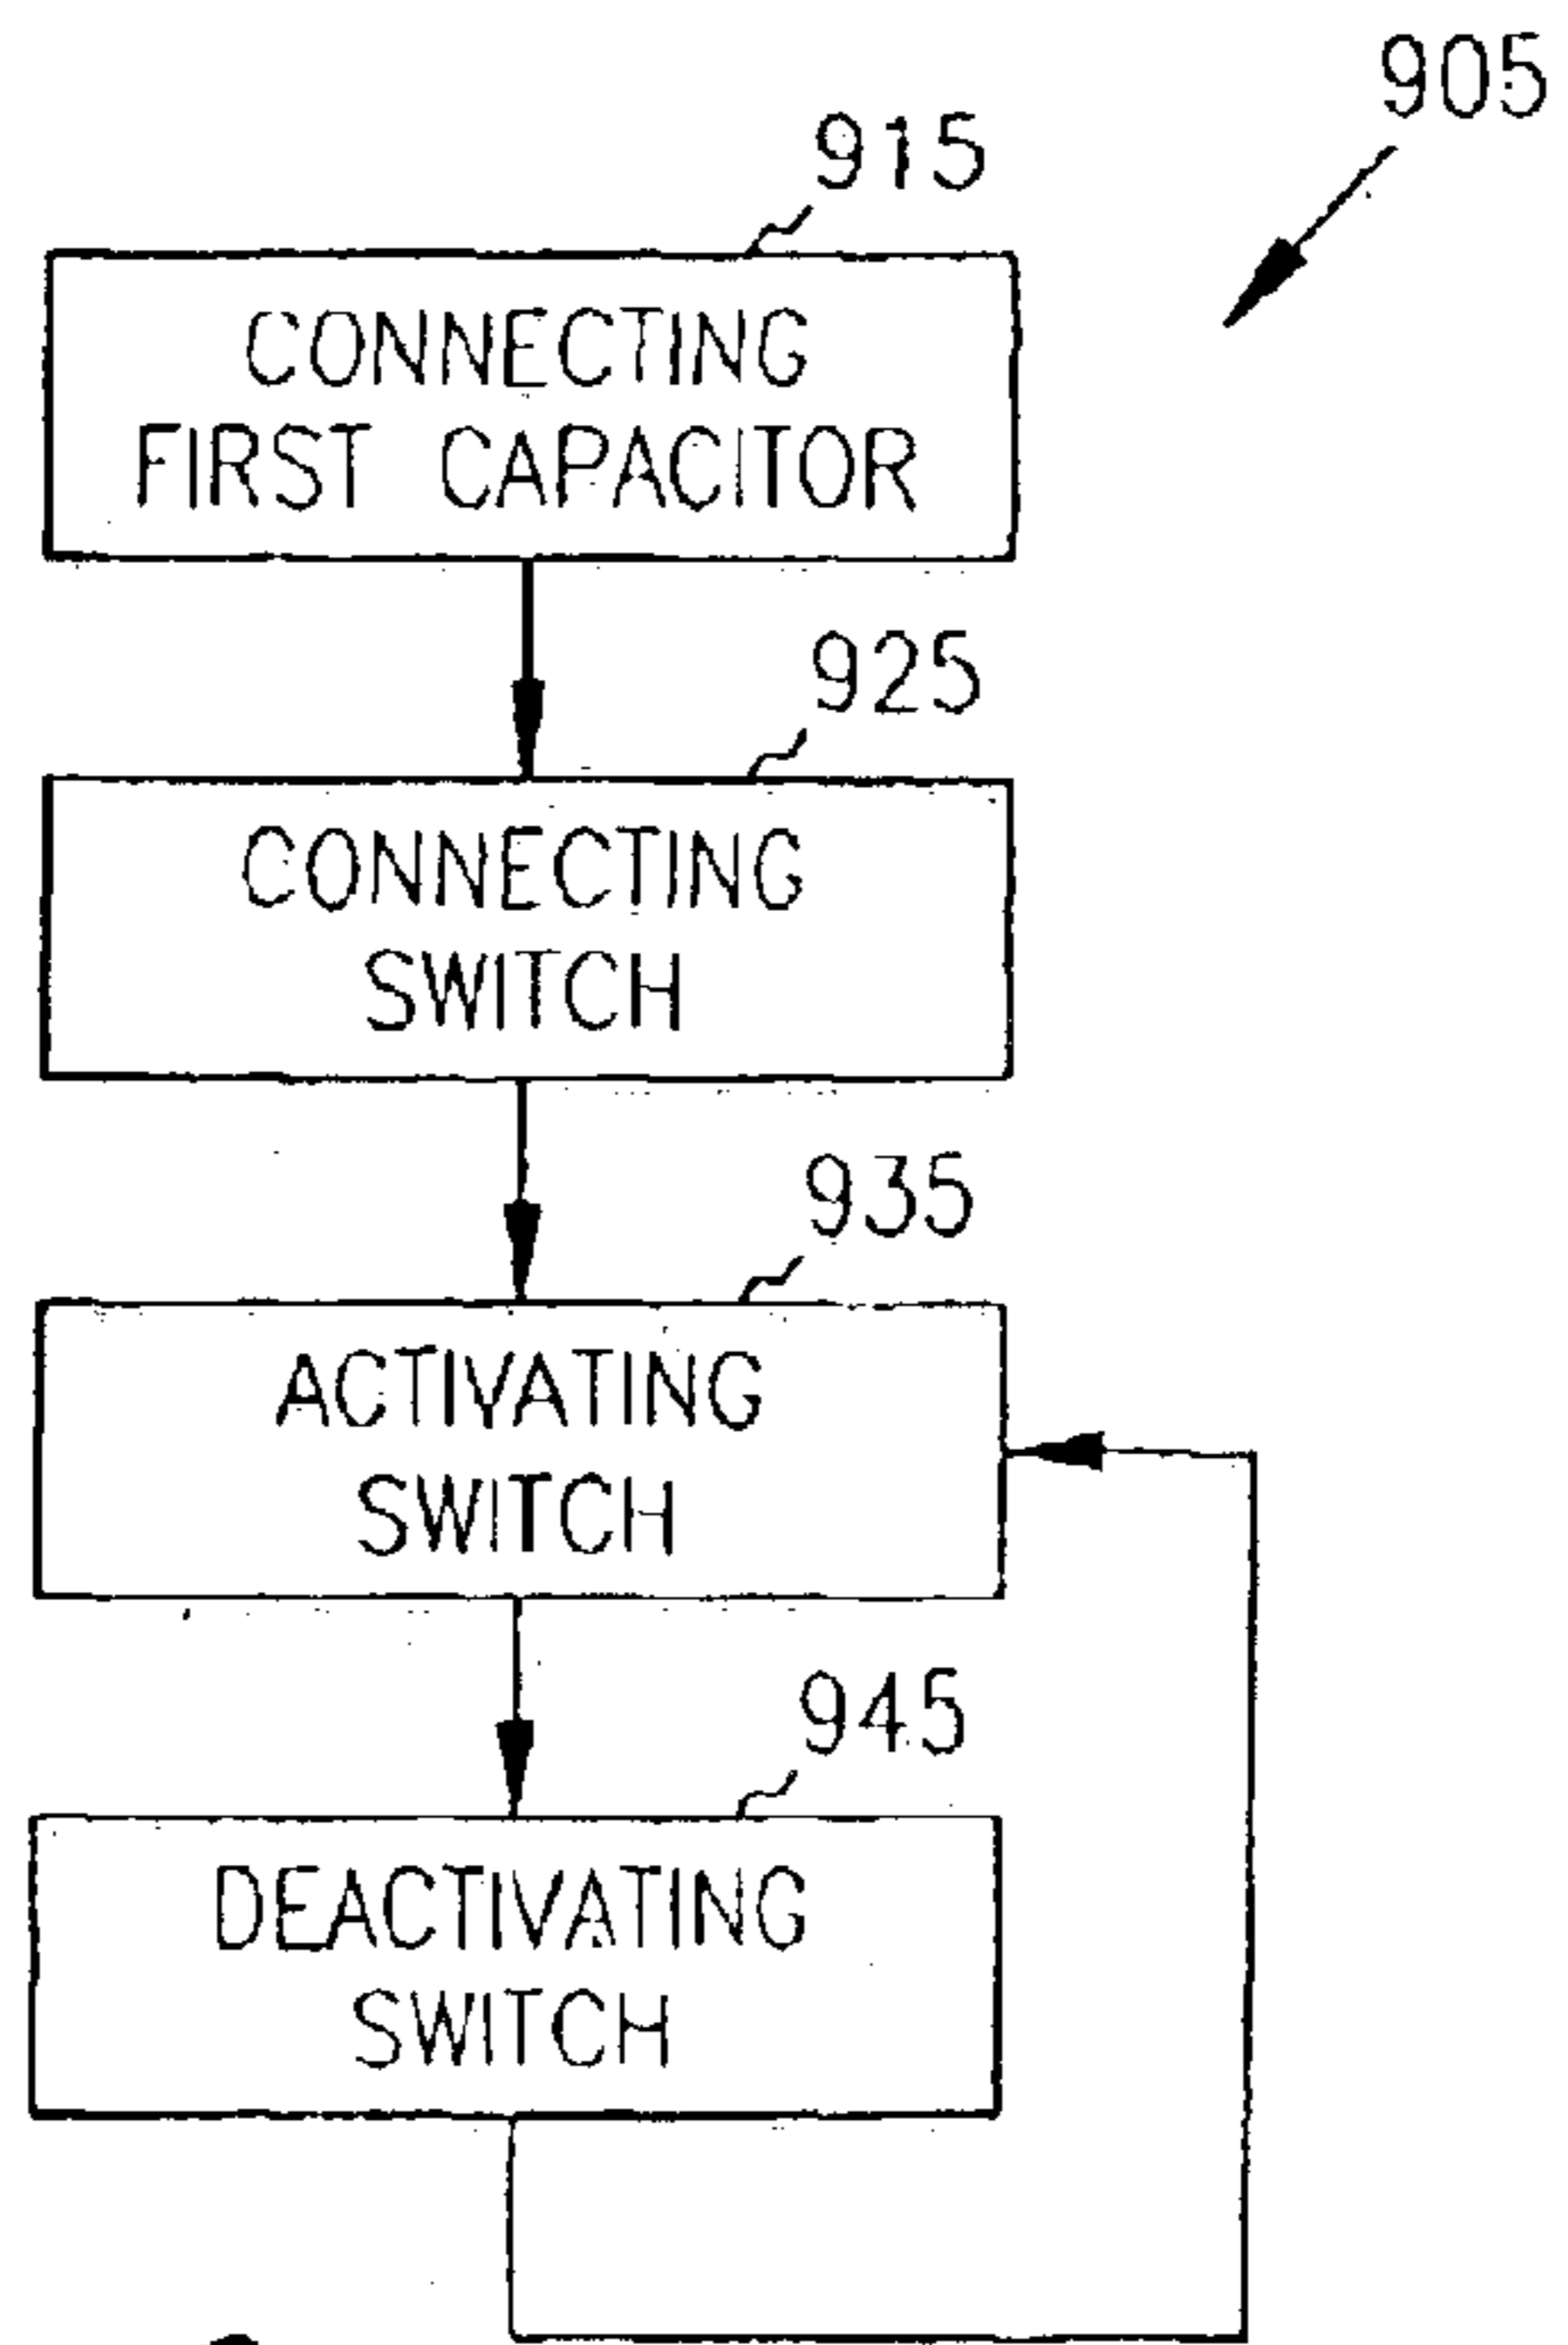 905
915
CONNECTING
FIRST CAPACITOR
925
CONNECTING
SWITCH
935
ACTIVATING
SWITCH
945
DEACTIVATING
SWITCH